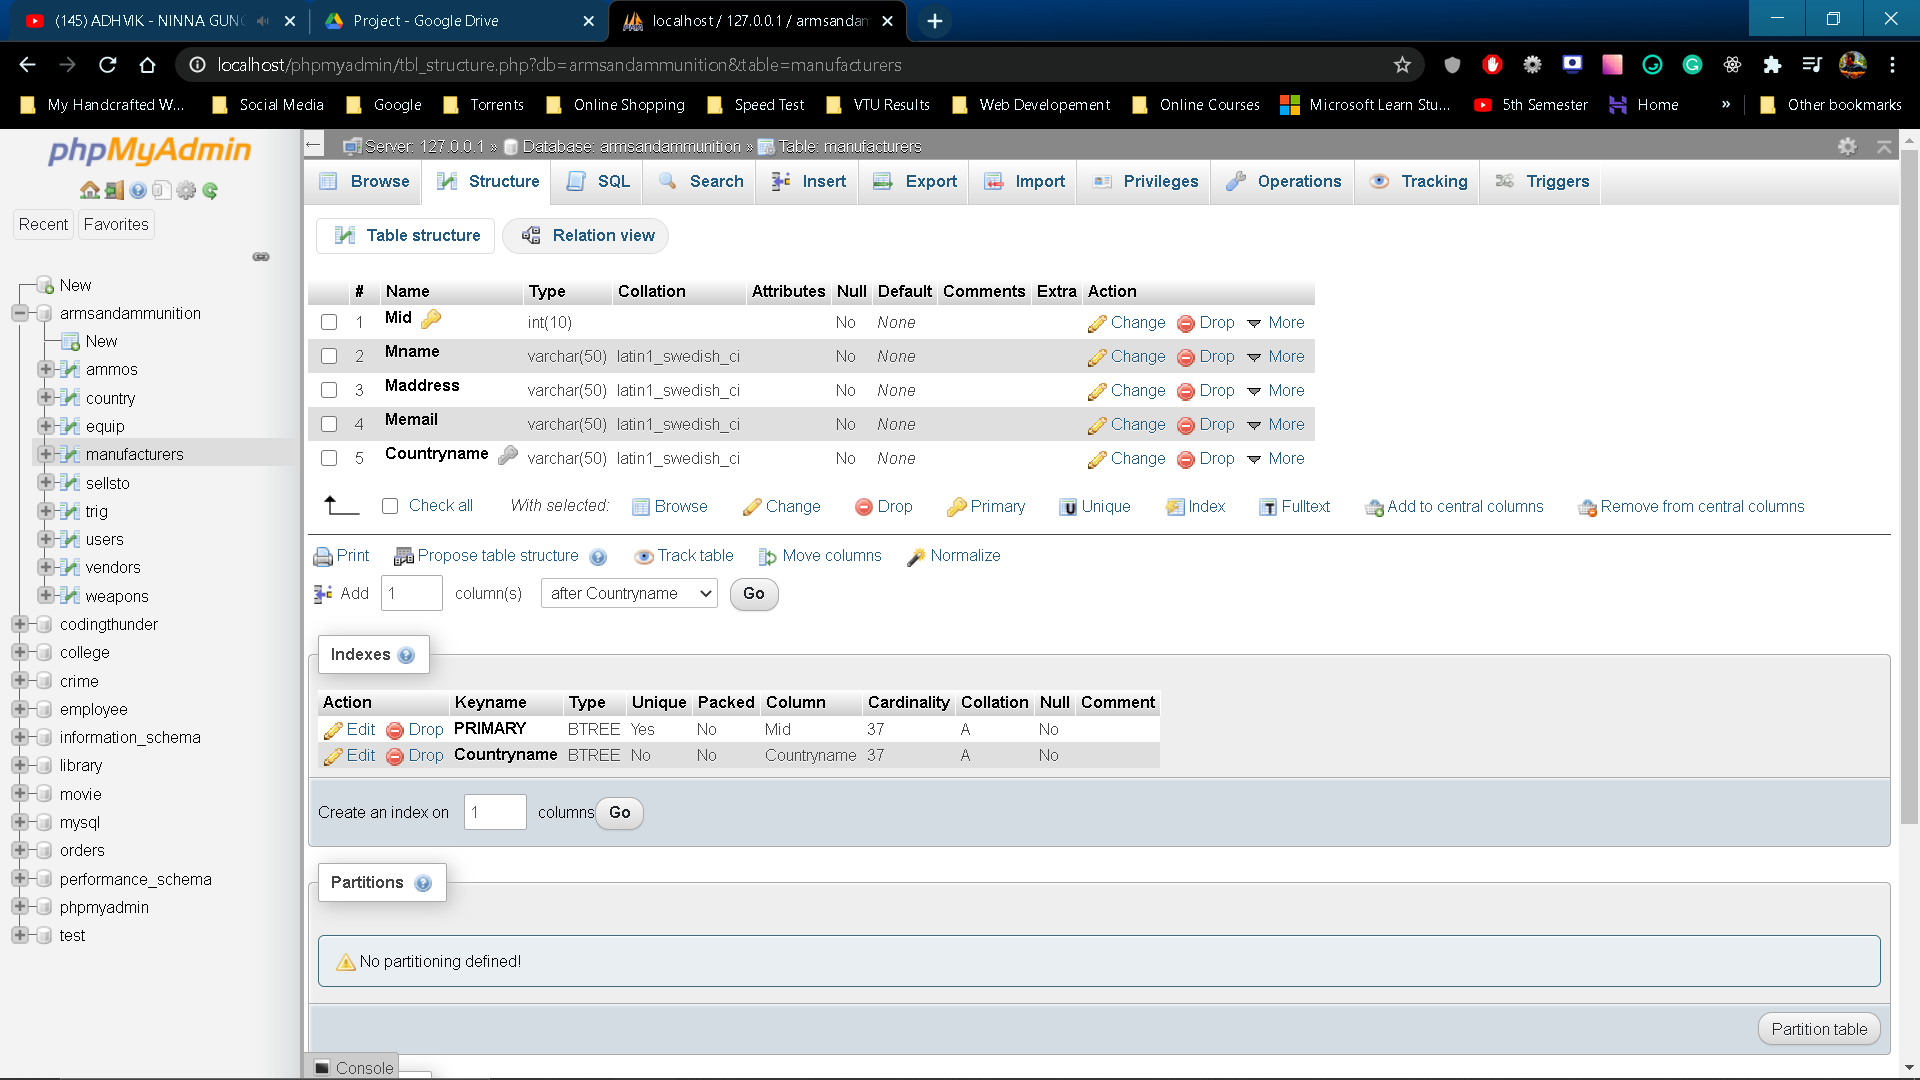 (145) ADHVIK - NINNA GUN
Project - Google Drive
localhost / 127.0.0.1 / armsandam
localhost/phpmyadmin/tbl_structure.php?db=armsandammunition&table=manufacturers
My Handcrafted W... Social Media Google Torrents Online Shopping Speed Test VTU Results Web Developement Online Courses Microsoft Learn Stu... 5th Semester Home » Other bookmarks
phpMyAdmin
Recent Favorites
New
armsandammunition
New
ammos
country
equip
manufacturers
sellsto
trig
users
vendors
weapons
codingthunder
college
crime
employee
information_schema
library
movie
mysql
orders
performance_schema
phpmyadmin
test
Server: 127.0.0.1 » Database: armsandammunition » Table: manufacturers
Browse Structure SQL Search Insert Export Import Privileges Operations Tracking Triggers
Table structure Relation view
# Name Type Collation Attributes Null Default Comments Extra Action
1 Mid int(10) No None Change Drop More
2 Mname varchar(50) latin1_swedish_ci No None Change Drop More
3 Maddress varchar(50) latin1_swedish_ci No None Change Drop More
4 Memail varchar(50) latin1_swedish_ci No None Change Drop More
5 Countryname varchar(50) latin1_swedish_ci No None Change Drop More
Check all With selected: Browse Change Drop Primary Unique Index Fulltext Add to central columns Remove from central columns
Print Propose table structure Track table Move columns Normalize
Add 1 column(s) after Countryname Go
Indexes
Action Keyname Type Unique Packed Column Cardinality Collation Null Comment
Edit Drop PRIMARY BTREE Yes No Mid 37 A No
Edit Drop Countryname BTREE No No Countryname 37 A No
Create an index on 1 columns Go
Partitions
No partitioning defined!
Partition table
Console